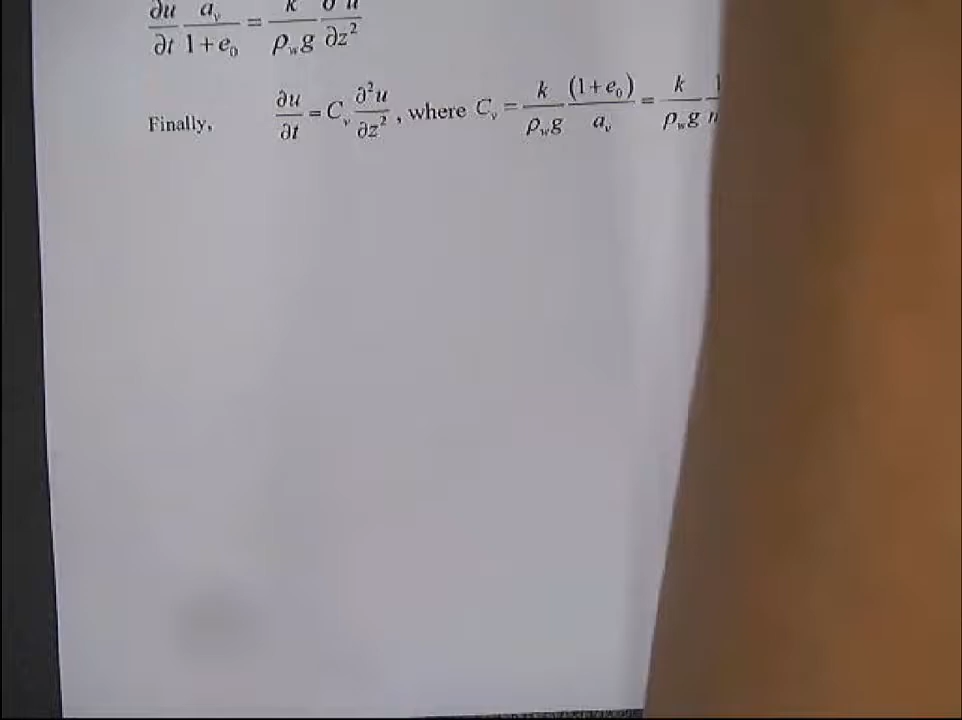 ∂u/∂t a_v/(1+e_0) = k/(ρ_w g) ∂²u/∂z²
Finally, ∂u/∂t = C_v ∂²u/∂z² , where C_v = k/(ρ_w g) (1+e_0)/a_v = k/(ρ_w g)